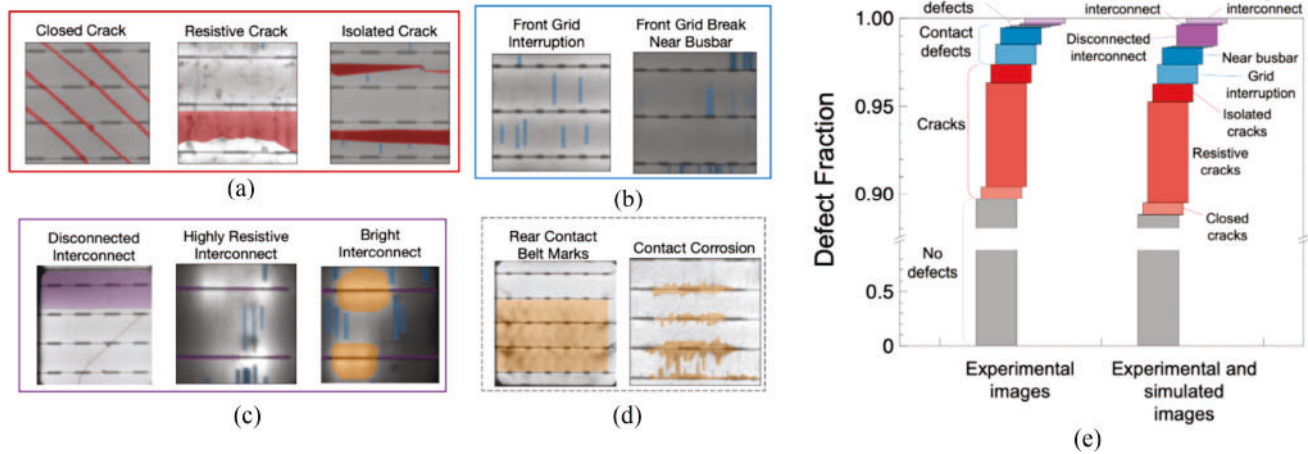 Closed Crack
Resistive Crack
Isolated Crack
(a)
Front Grid
Interruption
Front Grid Break
Near Busbar
(b)
Disconnected
Interconnect
Highly Resistive
Interconnect
Bright
Interconnect
(c)
Rear Contact
Belt Marks
Contact Corrosion
(d)
Defect Fraction
1.00
0.95
0.90
0.5
0
defects
Contact
defects
Cracks
No
defects
interconnect
Disconnected
interconnect
interconnect
Near busbar
Grid
interruption
Isolated
cracks
Resistive
cracks
Closed
cracks
Experimental
images
Experimental and
simulated
images
(e)